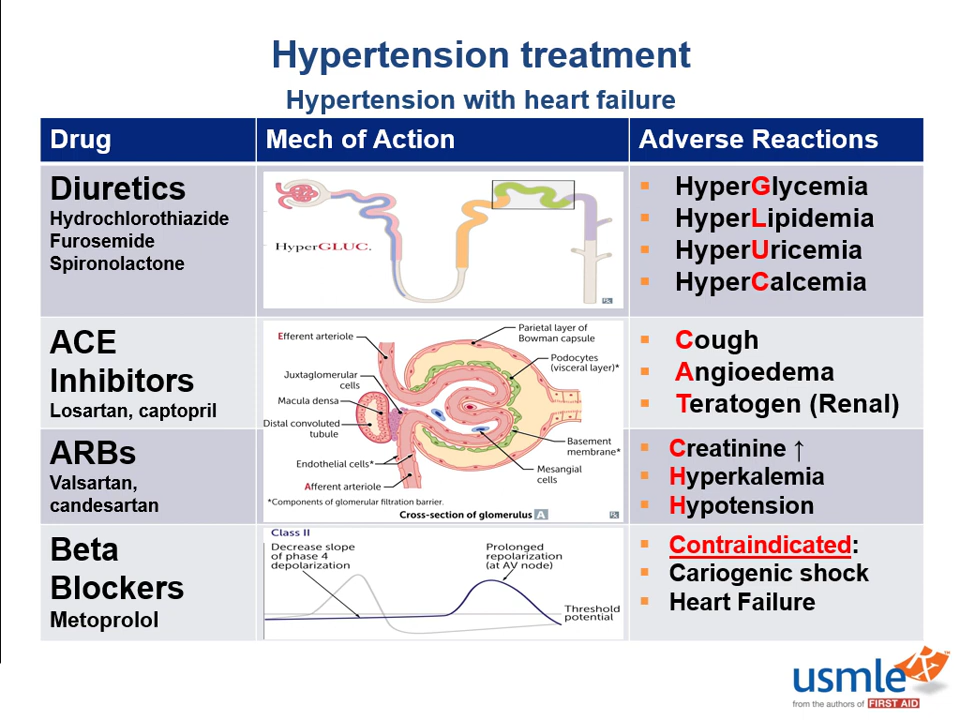 Hypertension treatment
Hypertension with heart failure
Drug
Mech of Action
Adverse Reactions
Diuretics
Hydrochlorothiazide
Furosemide
Spironolactone
HyperGLUC.
HyperGlycemia
HyperLipidemia
HyperUricemia
HyperCalcemia
ACE
Inhibitors
Losartan, captopril
Efferent arteriole
Juxtaglomerular
cells
Macula densa
Distal convoluted
tubule
Endothelial cells*
Afferent arteriole
Parietal layer of
Bowman capsule
Podocytes
(visceral layer)*
Basement
membrane*
Mesangial
cells
*Components of glomerular filtration barrier.
Cross-section of glomerulus A
Cough
Angioedema
Teratogen (Renal)
ARBs
Valsartan,
candesartan
Creatinine ↑
Hyperkalemia
Hypotension
Beta
Blockers
Metoprolol
Class II
Decrease slope
of phase 4
depolarization
Prolonged
repolarization
(at AV node)
Threshold
potential
Contraindicated:
Cariogenic shock
Heart Failure
usmle Rx
from the authors of FIRST AID